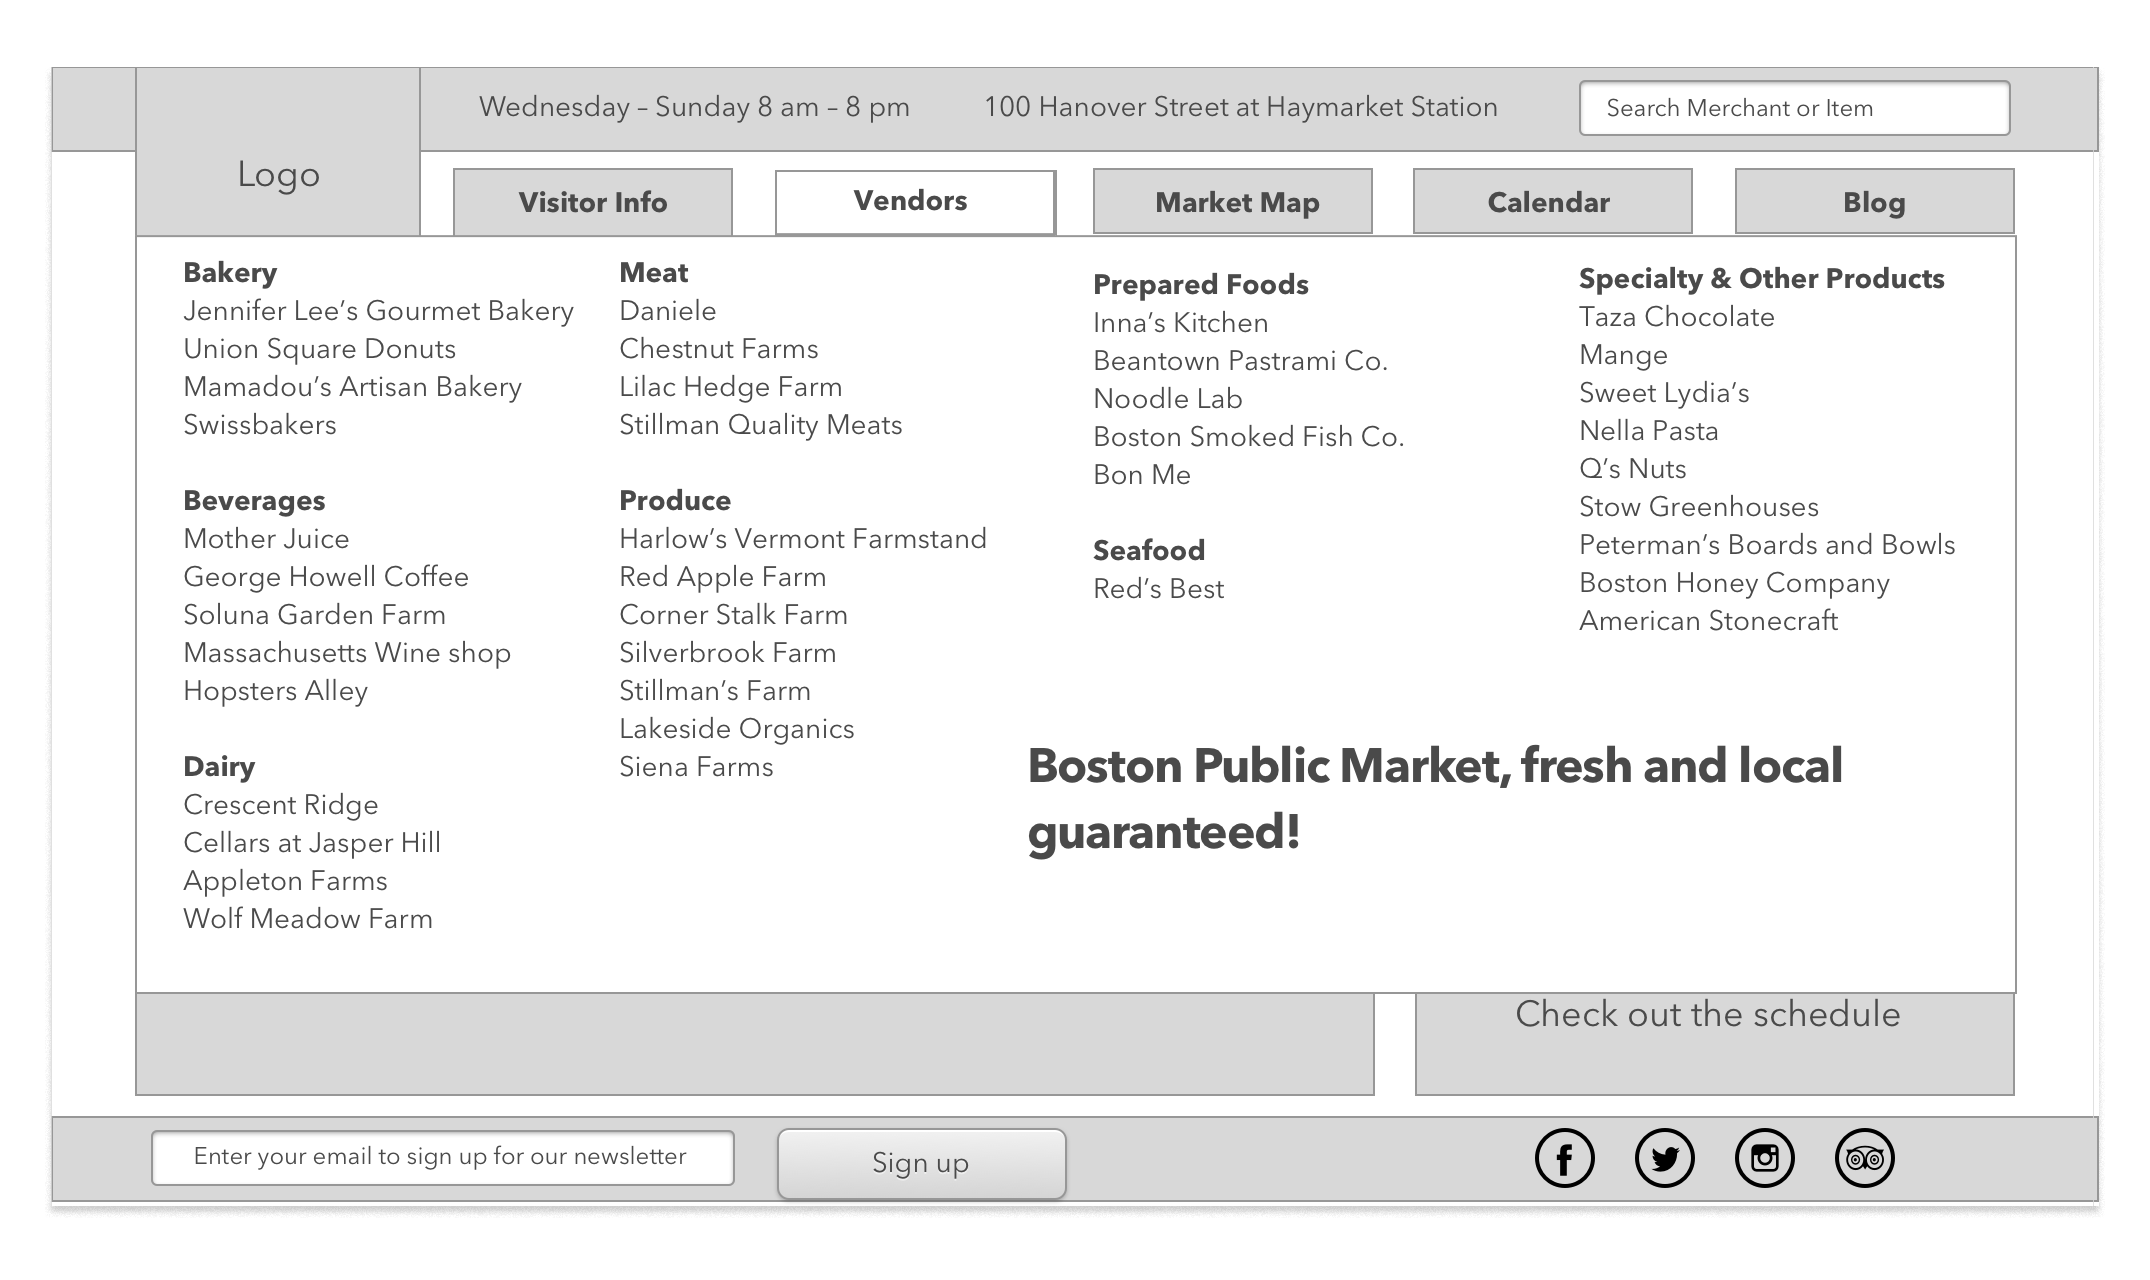 Logo
Wednesday – Sunday 8 am – 8 pm
100 Hanover Street at Haymarket Station
Search Merchant or Item
Visitor Info
Vendors
Market Map
Calendar
Blog
Bakery
Jennifer Lee’s Gourmet Bakery
Union Square Donuts
Mamadou’s Artisan Bakery
Swissbakers
Beverages
Mother Juice
George Howell Coffee
Soluna Garden Farm
Massachusetts Wine shop
Hopsters Alley
Dairy
Crescent Ridge
Cellars at Jasper Hill
Appleton Farms
Wolf Meadow Farm
Meat
Daniele
Chestnut Farms
Lilac Hedge Farm
Stillman Quality Meats
Produce
Harlow’s Vermont Farmstand
Red Apple Farm
Corner Stalk Farm
Silverbrook Farm
Stillman’s Farm
Lakeside Organics
Siena Farms
Prepared Foods
Inna’s Kitchen
Beantown Pastrami Co.
Noodle Lab
Boston Smoked Fish Co.
Bon Me
Seafood
Red’s Best
Specialty & Other Products
Taza Chocolate
Mange
Sweet Lydia’s
Nella Pasta
Q’s Nuts
Stow Greenhouses
Peterman’s Boards and Bowls
Boston Honey Company
American Stonecraft
Boston Public Market, fresh and local
guaranteed!
Check out the schedule
Enter your email to sign up for our newsletter
Sign up